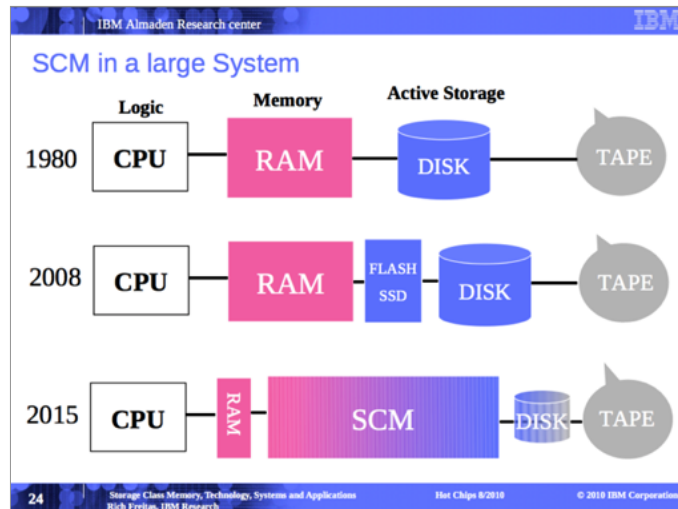 IBM Almaden Research center
IBM
SCM in a large System
Logic
Memory
Active Storage
1980
CPU
RAM
DISK
TAPE
2008
CPU
RAM
FLASH
SSD
DISK
TAPE
2015
CPU
RAM
SCM
DISK
TAPE
24
Storage Class Memory, Technology, Systems and Applications
Rich Freitas, IBM Research
Hot Chips 8/2010
© 2010 IBM Corporation